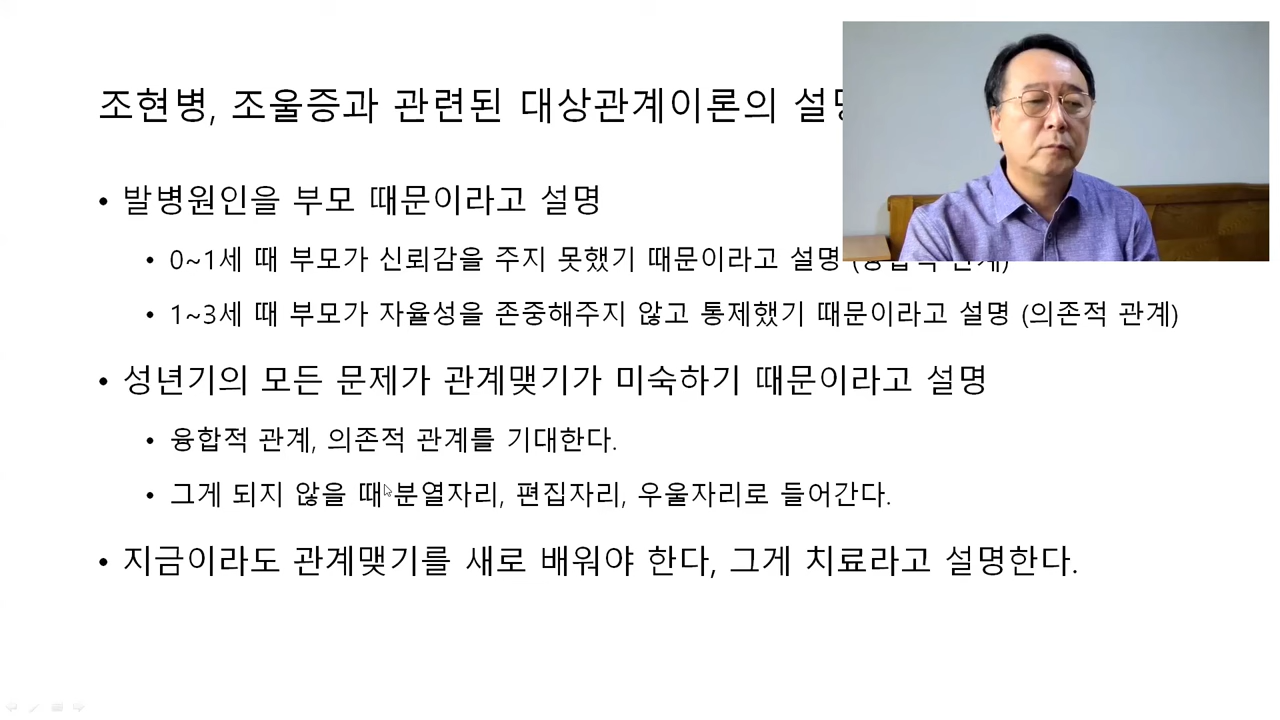 조현병, 조울증과 관련된 대상관계이론의
• 발병원인을 부모 때문이라고 설명
• 0~1세 때 부모가 신뢰감을 주지 못했기 때문이라고 설명
• 1~3세 때 부모가 자율성을 존중해주지 않고 통제했기 때문이라고 설명 (의존적 관계)
• 성년기의 모든 문제가 관계맺기가 미숙하기 때문이라고 설명
• 융합적 관계, 의존적 관계를 기대한다.
• 그게 되지 않을 때 분열자리, 편집자리, 우울자리로 들어간다.
• 지금이라도 관계맺기를 새로 배워야 한다, 그게 치료라고 설명한다.